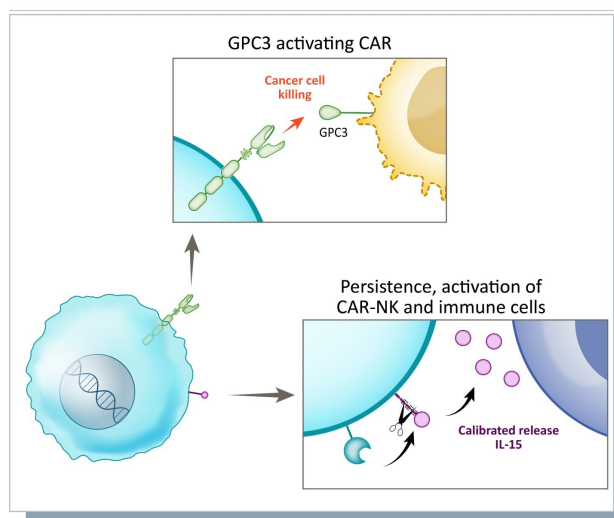 GPC3 activating CAR
Cancer cell
killing
GPC3
Persistence, activation of
CAR-NK and immune cells
Calibrated release
IL-15